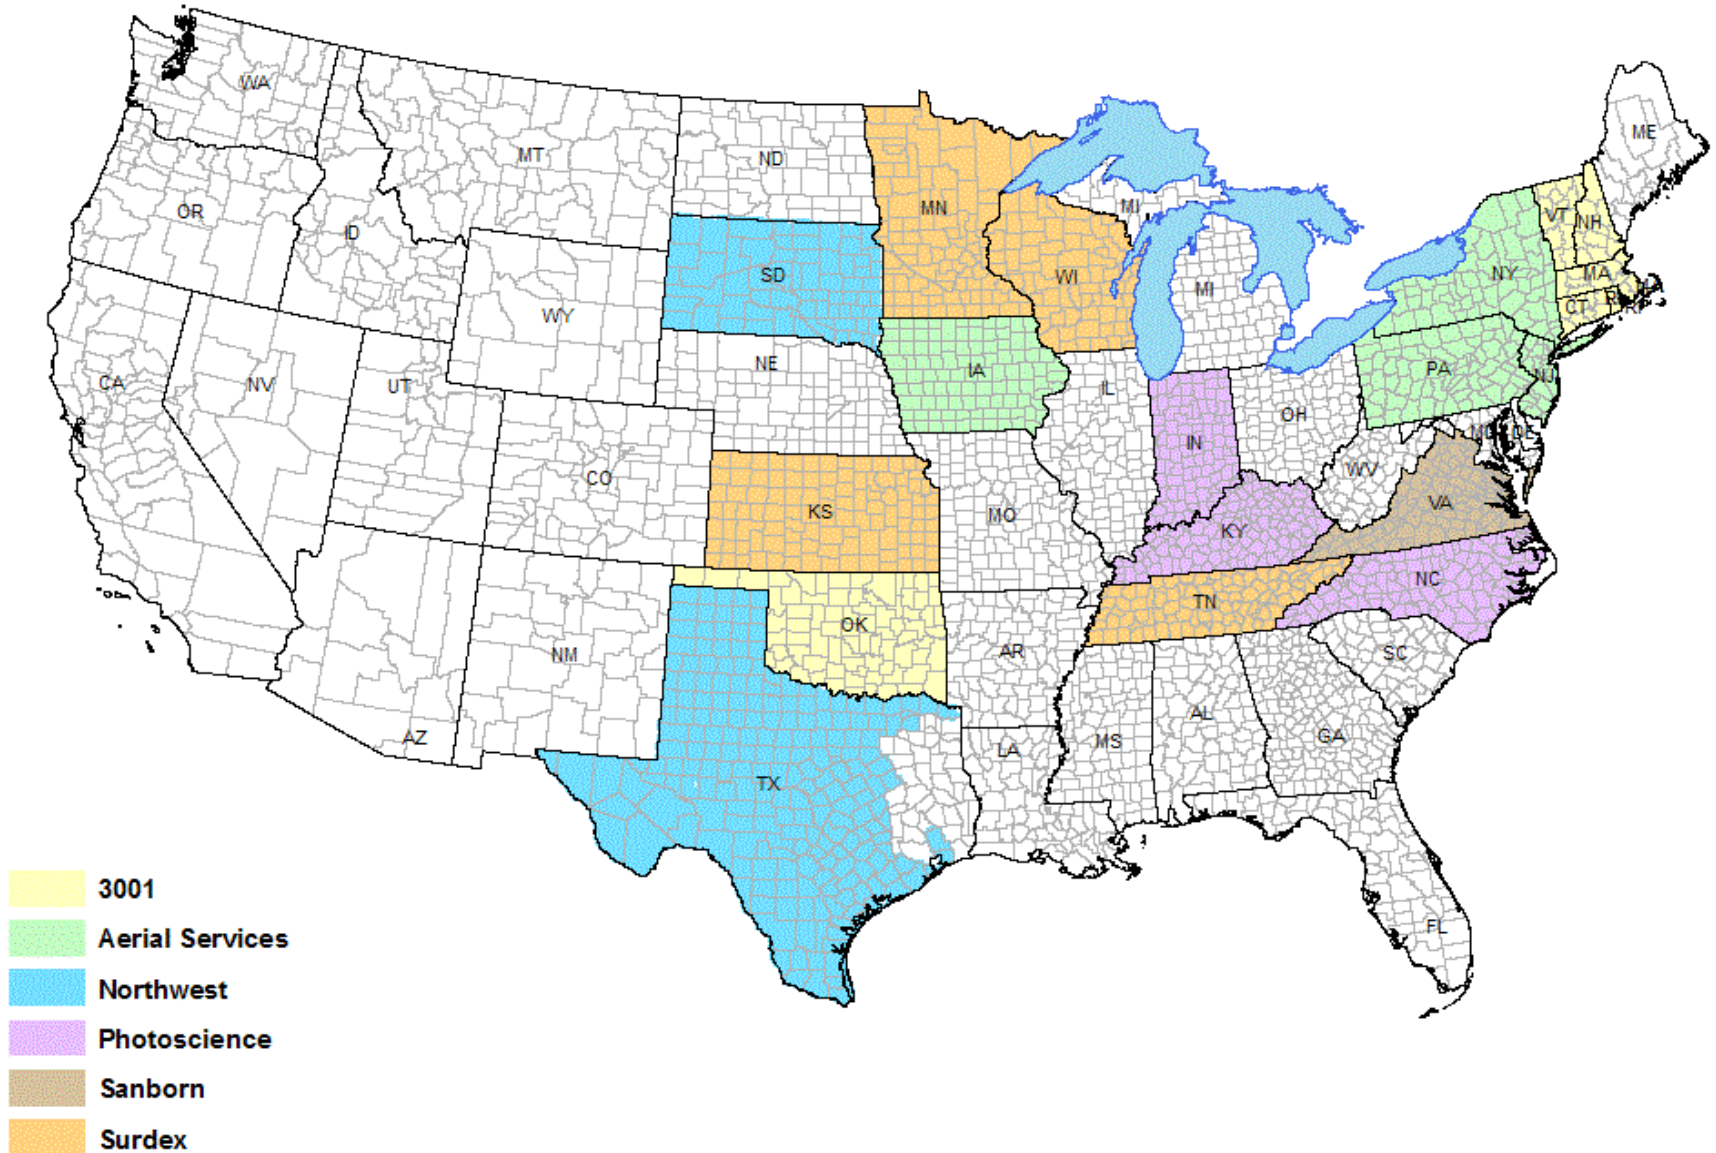 WA
MT
ND
ME
OR
ID
MN
MI
VT
NH
SD
WI
NY
MA
WY
MI
CT
RI
NE
IA
PA
NJ
CA
NV
UT
IL
OH
IN
MD
DE
WV
CO
KS
MO
KY
VA
NC
TN
OK
NM
AR
SC
AZ
TX
LA
MS
AL
GA
FL
3001
Aerial Services
Northwest
Photoscience
Sanborn
Surdex